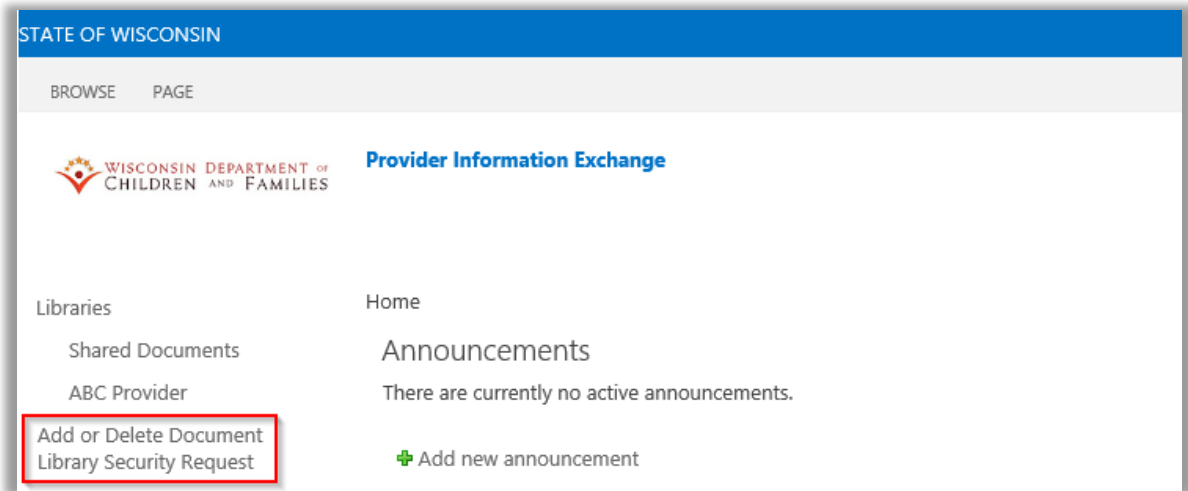 STATE OF WISCONSIN
BROWSE PAGE
WISCONSIN DEPARTMENT OF
CHILDREN AND FAMILIES
Provider Information Exchange
Libraries
Shared Documents
ABC Provider
Add or Delete Document
Library Security Request
Home
Announcements
There are currently no active announcements.
Add new announcement